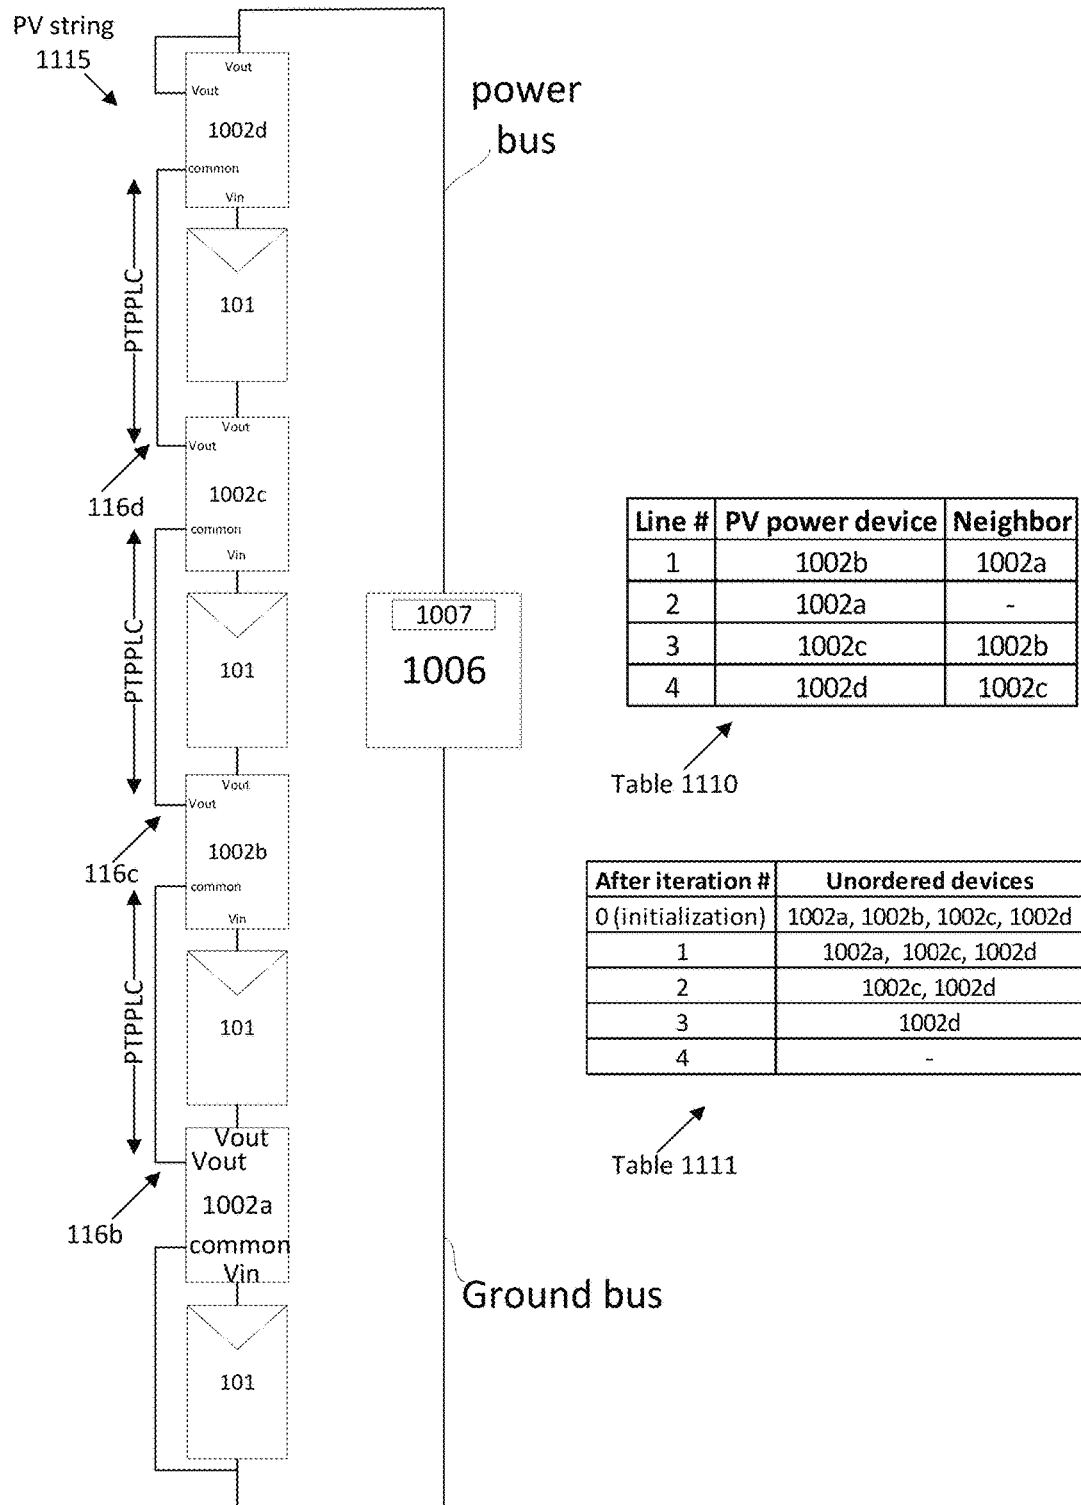 PV string
1115
Vout
Vout
1002d
common
Vin
power
bus
PTPPLC
101
Vout
Vout
1002c
common
Vin
116d
PTPPLC
101
1007
1006
Line # PV power device Neighbor
1 1002b 1002a
2 1002a -
3 1002c 1002b
4 1002d 1002c
Table 1110
Vout
Vout
1002b
common
Vin
116c
PTPPLC
101
After iteration # Unordered devices
0 (initialization) 1002a, 1002b, 1002c, 1002d
1 1002a, 1002c, 1002d
2 1002c, 1002d
3 1002d
4 -
Table 1111
Vout
Vout
1002a
common
Vin
116b
Ground bus
101